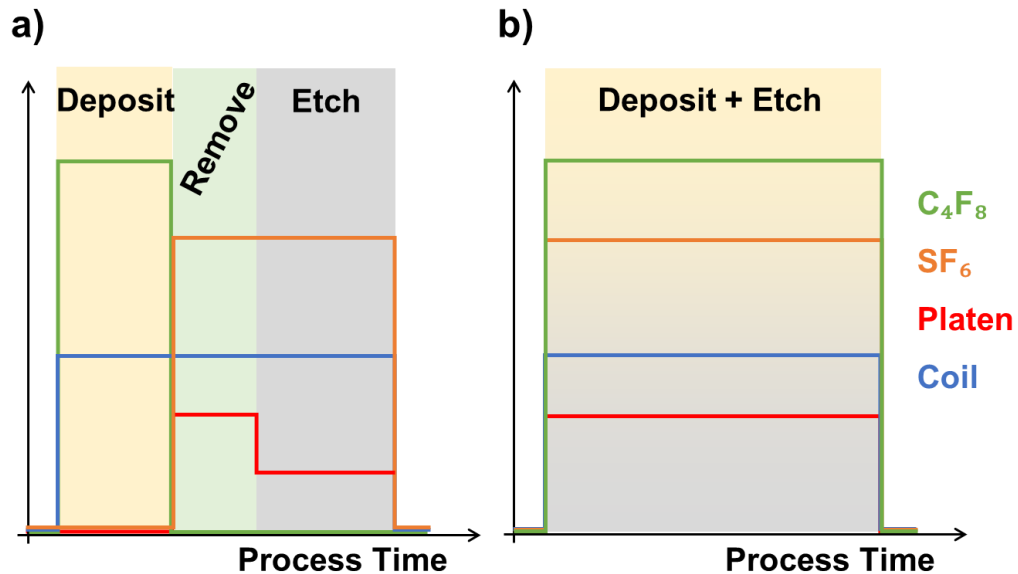 a)
b)
Deposit
Remove
Etch
Deposit + Etch
C₄F₈
SF₆
Platen
Coil
Process Time
Process Time